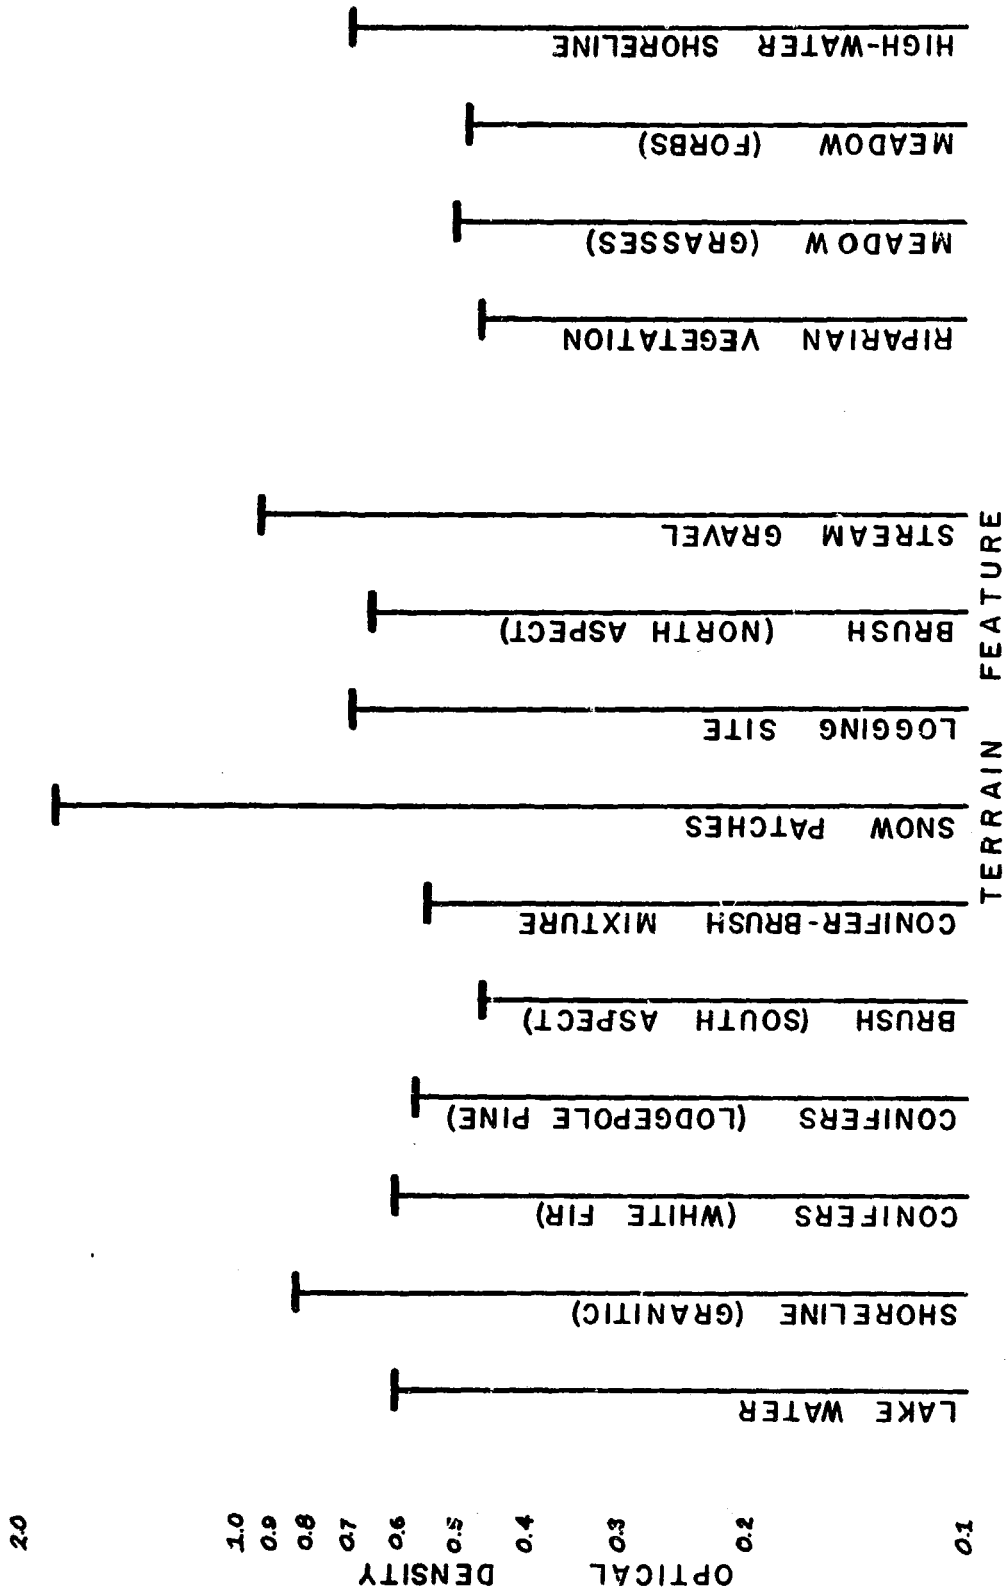 2.0
1.0
0.9
0.8
0.7
0.6
0.5
0.4
0.3
0.2
0.1
OPTICAL
DENSITY
LAKE WATER
SHORELINE (GRANITIC)
CONIFERS (WHITE FIR)
CONIFERS (LODGEPOLE PINE)
BRUSH (SOUTH ASPECT)
CONIFER-BRUSH MIXTURE
SNOW PATCHES
LOGGING SITE
BRUSH (NORTH ASPECT)
STREAM GRAVEL
RIPARIAN VEGETATION
MEADOW (GRASSES)
MEADOW (FORBS)
HIGH-WATER SHORELINE
TERRAIN FEATURE